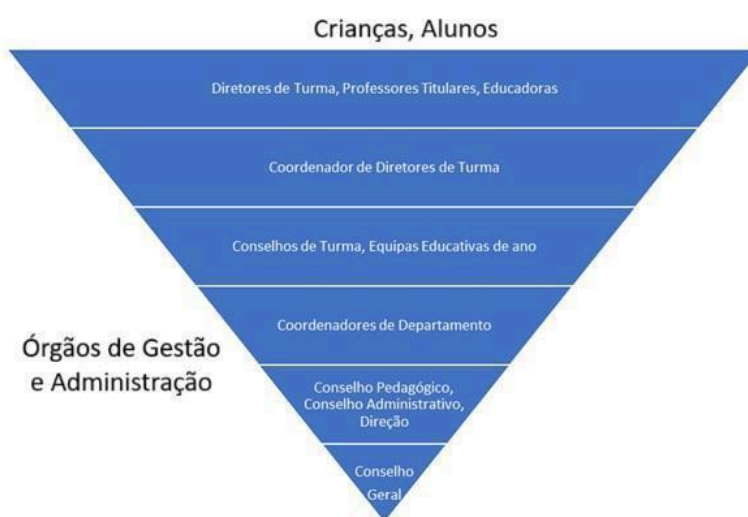 Crianças, Alunos
Diretores de Turma, Professores Titulares, Educadoras
Coordenador de Diretores de Turma
Conselhos de Turma, Equipas Educativas de ano
Coordenadores de Departamento
Órgãos de Gestão
e Administração
Conselho Pedagógico,
Conselho Administrativo,
Direção
Conselho
Geral